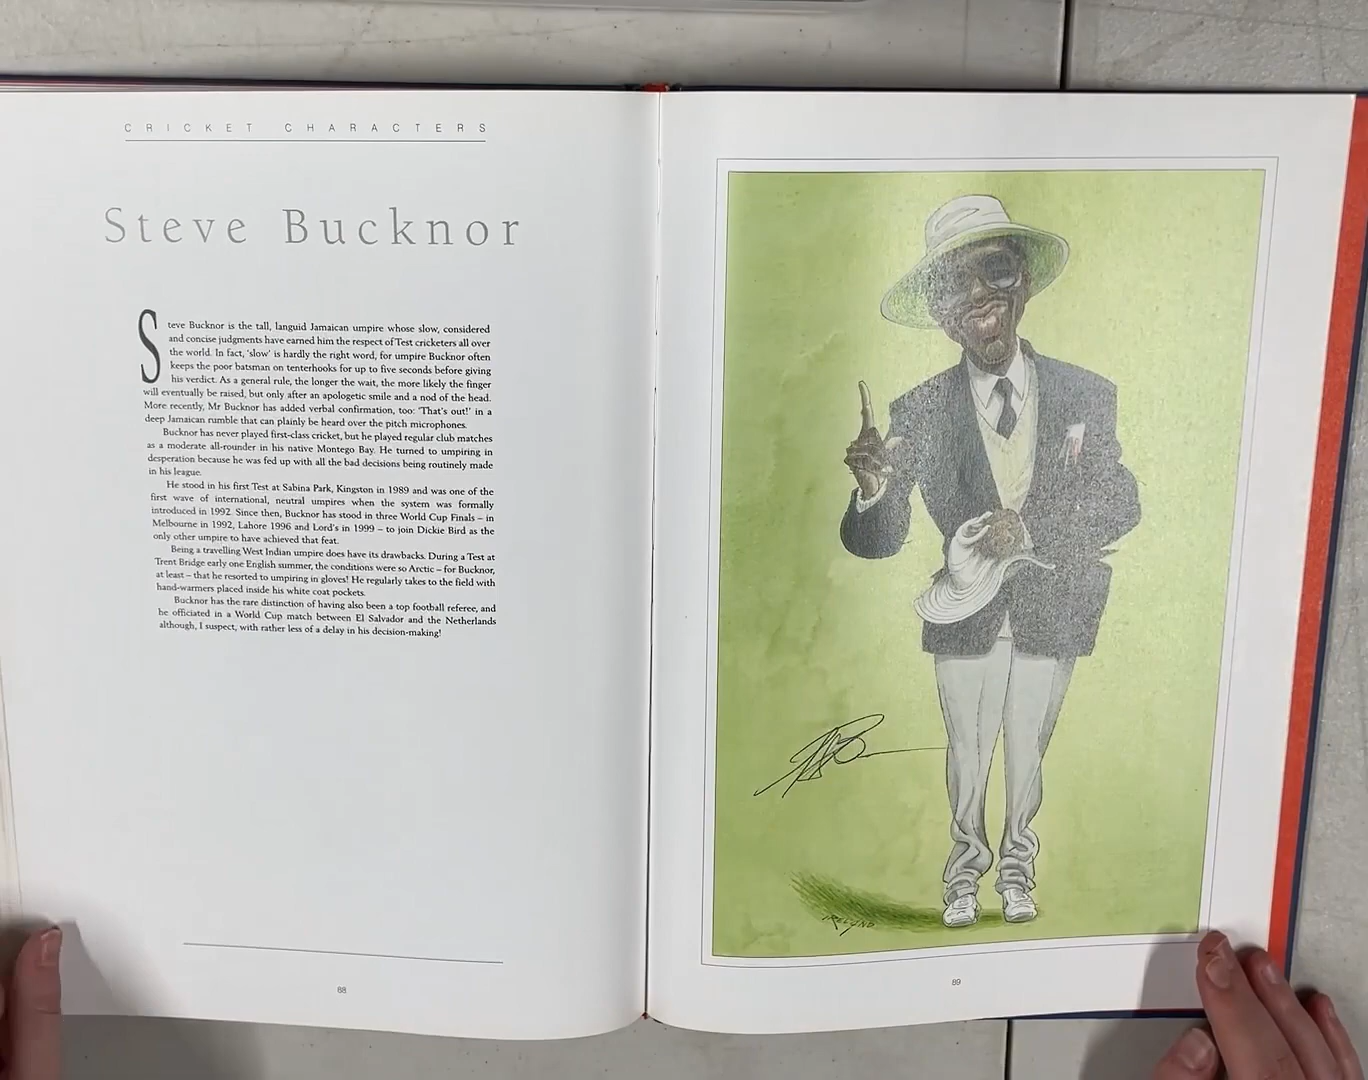 CRICKET CHARACTERS
Steve Bucknor
Steve Bucknor is the tall, languid Jamaican umpire whose slow, considered
and concise judgments have earned him the respect of Test cricketers all over
the world. In fact, 'slow' is hardly the right word, for umpire Bucknor often
keeps the poor batsman on tenterhooks for up to five seconds before giving
his verdict. As a general rule, the longer the wait, the more likely the finger
will eventually be raised, but only after an apologetic smile and a nod of the head.
More recently, Mr Bucknor has added verbal confirmation, too: 'That's out!' in a
deep Jamaican rumble that can plainly be heard over the pitch microphones.
Bucknor has never played first-class cricket, but he played regular club matches
as a moderate all-rounder in his native Montego Bay. He turned to umpiring in
desperation because he was fed up with all the bad decisions being routinely made
in his league.
He stood in his first Test at Sabina Park, Kingston in 1989 and was one of the
first wave of international, neutral umpires when the system was formally
introduced in 1992. Since then, Bucknor has stood in three World Cup Finals – in
Melbourne in 1992, Lahore 1996 and Lord's in 1999 – to join Dickie Bird as the
only other umpire to have achieved that feat.
Being a travelling West Indian umpire does have its drawbacks. During a Test at
Trent Bridge early one English summer, the conditions were so Arctic – for Bucknor,
at least – that he resorted to umpiring in gloves! He regularly takes to the field with
hand-warmers placed inside his white coat pockets.
Bucknor has the rare distinction of having also been a top football referee, and
he officiated in a World Cup match between El Salvador and the Netherlands
although, I suspect, with rather less of a delay in his decision-making!
88
IRELAND
89